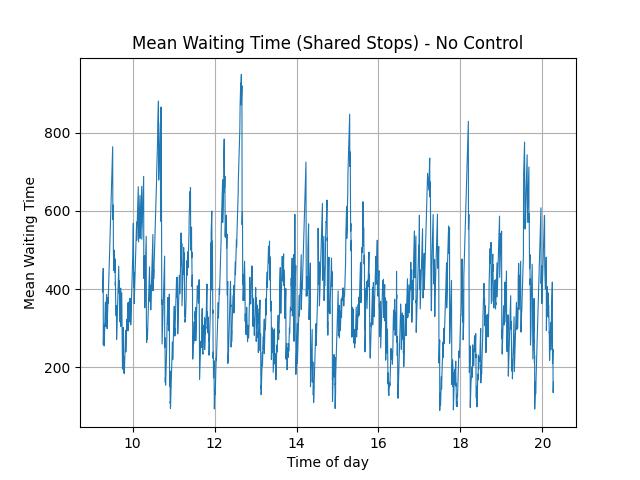 Mean Waiting Time (Shared Stops) - No Control
Mean Waiting Time
800
600
400
200
10 12 14 16 18 20
Time of day